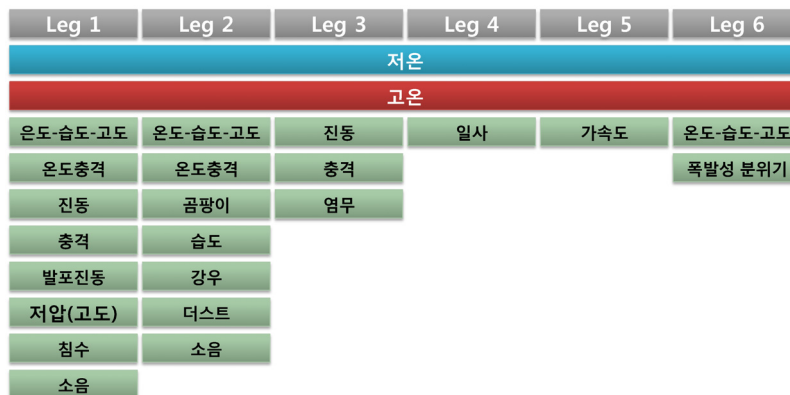 Leg 1 Leg 2 Leg 3 Leg 4 Leg 5 Leg 6
저온
고온
은도-습도-고도 온도-습도-고도 진동 일사 가속도 온도-습도-고도
온도충격 온도충격 충격 폭발성 분위기
진동 곰팡이 염무
충격 습도
발포진동 강우
저압(고도) 더스트
침수 소음
소음